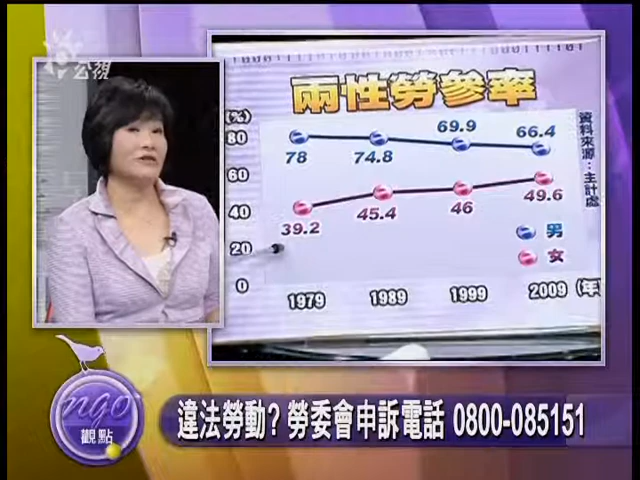 公視
兩性勞參率
(%)
80
60
40
20
0
78
74.8
69.9
66.4
39.2
45.4
46
49.6
男
女
1979
1989
1999
2009
(年)
資料來源：主計處
ngo
觀點
違法勞動？勞委會申訴電話 0800-085151